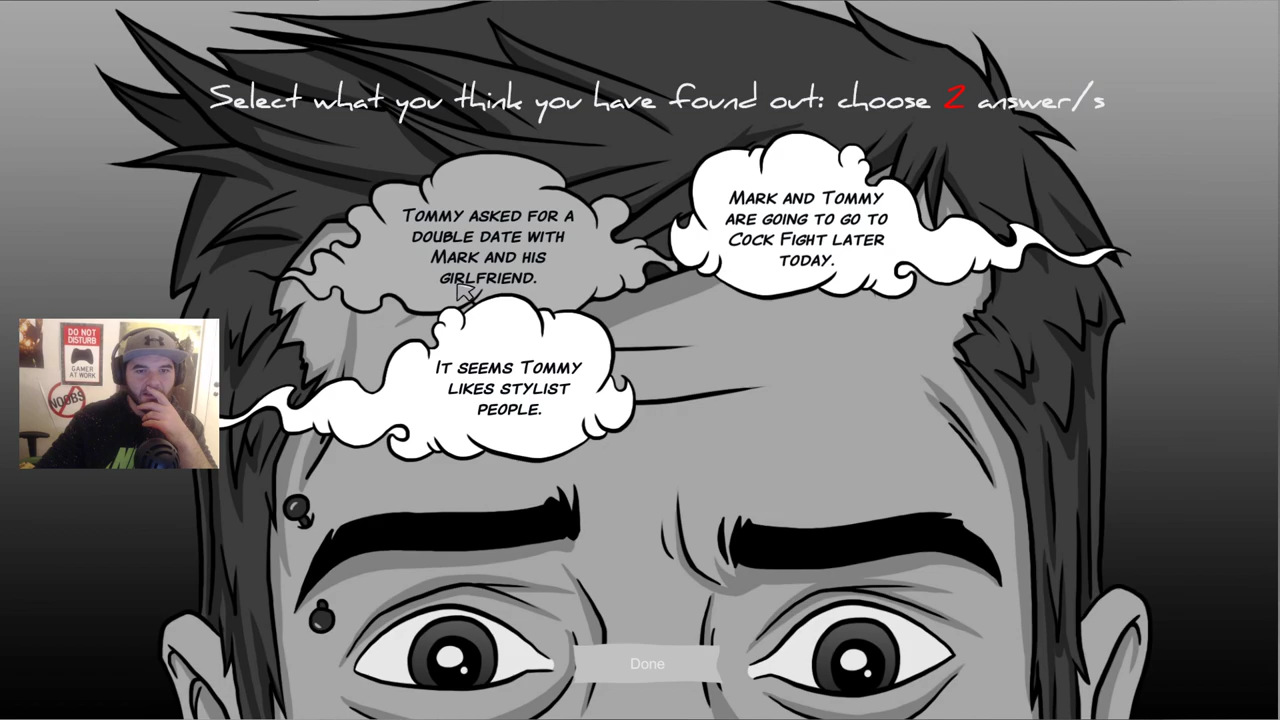 Select what you think you have found out: choose 2 answer/s
Tommy asked for a
double date with
Mark and his
girlfriend.
Mark and Tommy
are going to go to
Cock Fight later
today.
It seems Tommy
likes stylist
people.
DO NOT
DISTURB
GAMER
AT WORK
NOOBS
Done